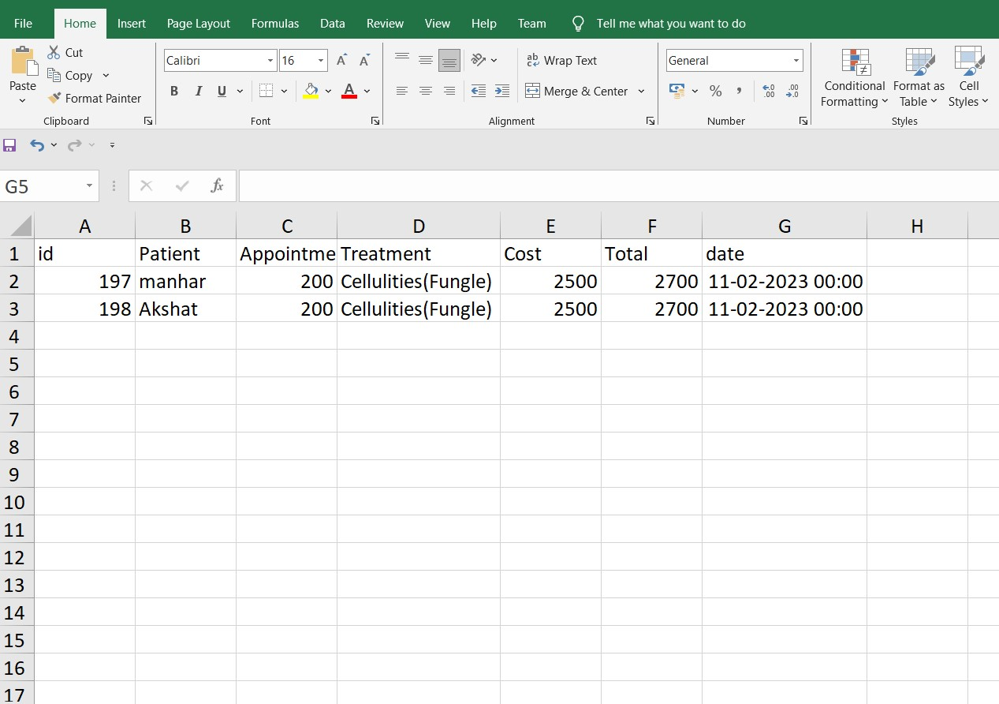 File Home Insert Page Layout Formulas Data Review View Help Team Tell me what you want to do
Cut
Copy
Format Painter
Paste
Clipboard
Calibri 16 A A
B I U A
Font
ab Wrap Text
Merge & Center
Alignment
General
% , .00 .00
Number
Conditional Formatting
Format as Table
Cell Styles
Styles
G5 fx
A B C D E F G H
1 id Patient Appointme Treatment Cost Total date
2 197 manhar 200 Cellulities(Fungle) 2500 2700 11-02-2023 00:00
3 198 Akshat 200 Cellulities(Fungle) 2500 2700 11-02-2023 00:00
4
5
6
7
8
9
10
11
12
13
14
15
16
17